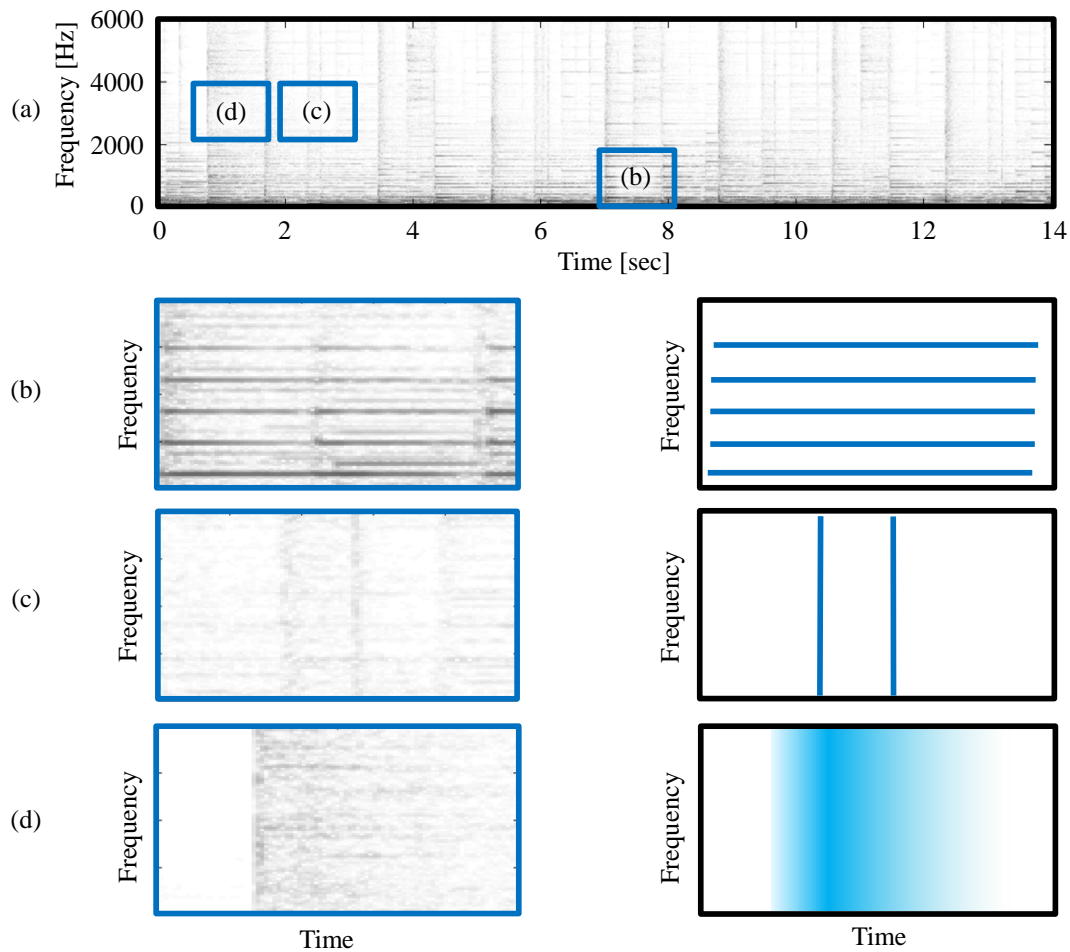 (a)
Frequency [Hz]
6000
4000
2000
0
(d)
(c)
(b)
0 2 4 6 8 10 12 14
Time [sec]
(b)
Frequency
Frequency
(c)
Frequency
Frequency
(d)
Frequency
Frequency
Time
Time